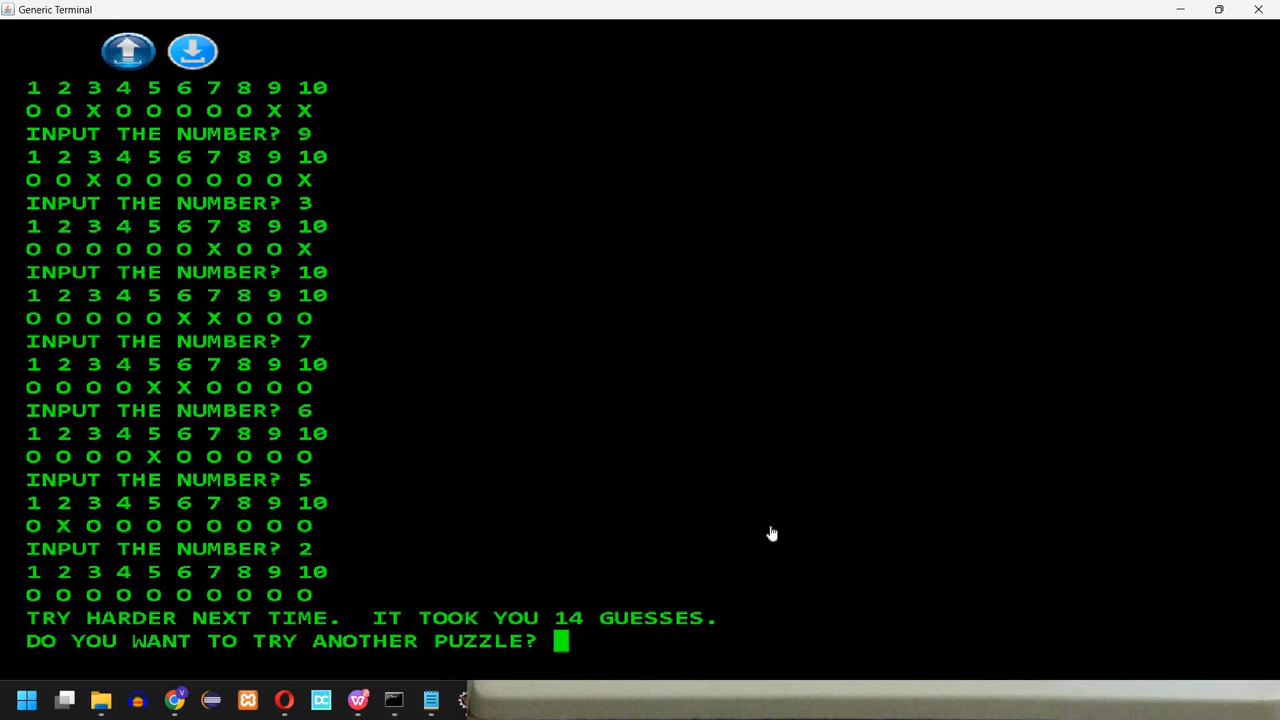 Generic Terminal
1 2 3 4 5 6 7 8 9 10
O O X O O O O O X X
INPUT THE NUMBER? 9
1 2 3 4 5 6 7 8 9 10
O O X O O O O O O X
INPUT THE NUMBER? 3
1 2 3 4 5 6 7 8 9 10
O O O O O O X O O X
INPUT THE NUMBER? 10
1 2 3 4 5 6 7 8 9 10
O O O O O X X O O O
INPUT THE NUMBER? 7
1 2 3 4 5 6 7 8 9 10
O O O O X X O O O O
INPUT THE NUMBER? 6
1 2 3 4 5 6 7 8 9 10
O O O O X O O O O O
INPUT THE NUMBER? 5
1 2 3 4 5 6 7 8 9 10
O X O O O O O O O O
INPUT THE NUMBER? 2
1 2 3 4 5 6 7 8 9 10
O O O O O O O O O O
TRY HARDER NEXT TIME.  IT TOOK YOU 14 GUESSES.
DO YOU WANT TO TRY ANOTHER PUZZLE?
V DC W